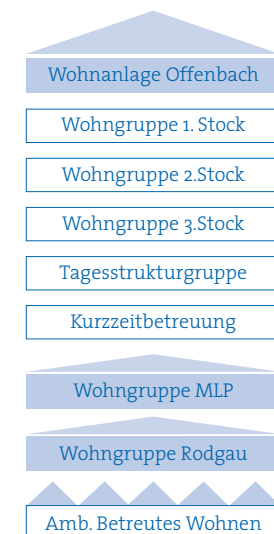 Wohnanlage Offenbach
Wohngruppe 1. Stock
Wohngruppe 2.Stock
Wohngruppe 3.Stock
Tagesstrukturgruppe
Kurzzeitbetreuung
Wohngruppe MLP
Wohngruppe Rodgau
Amb. Betreutes Wohnen